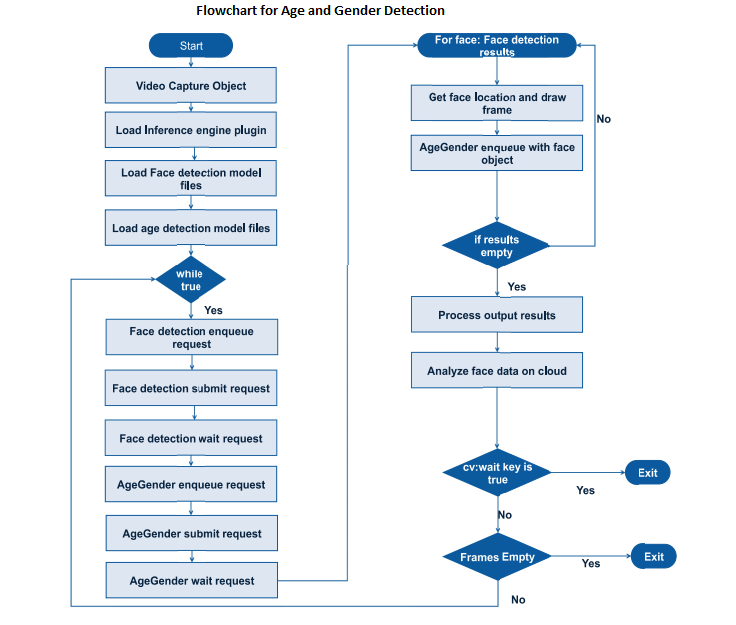 Flowchart for Age and Gender Detection
Start
Video Capture Object
Load Inference engine plugin
Load Face detection model
files
Load age detection model files
while
true
Yes
Face detection enqueue
request
Face detection submit request
Face detection wait request
AgeGender enqueue request
AgeGender submit request
AgeGender wait request
For face: Face detection
results
Get face location and draw
frame
No
AgeGender enqueue with face
object
if results
empty
Yes
Process output results
Analyze face data on cloud
cv:wait key is
true
Exit
Yes
No
Frames Empty
Exit
Yes
No